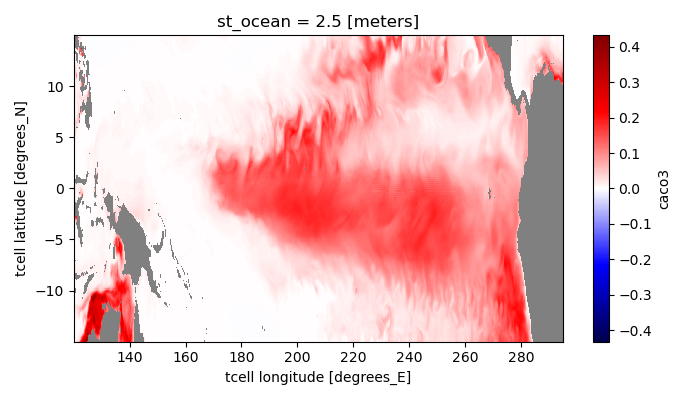 st_ocean = 2.5 [meters]
10
5
0
−5
−10
tcell latitude [degrees_N]
140 160 180 200 220 240 260 280
tcell longitude [degrees_E]
0.4
0.3
0.2
0.1
0.0
−0.1
−0.2
−0.3
−0.4
caco3